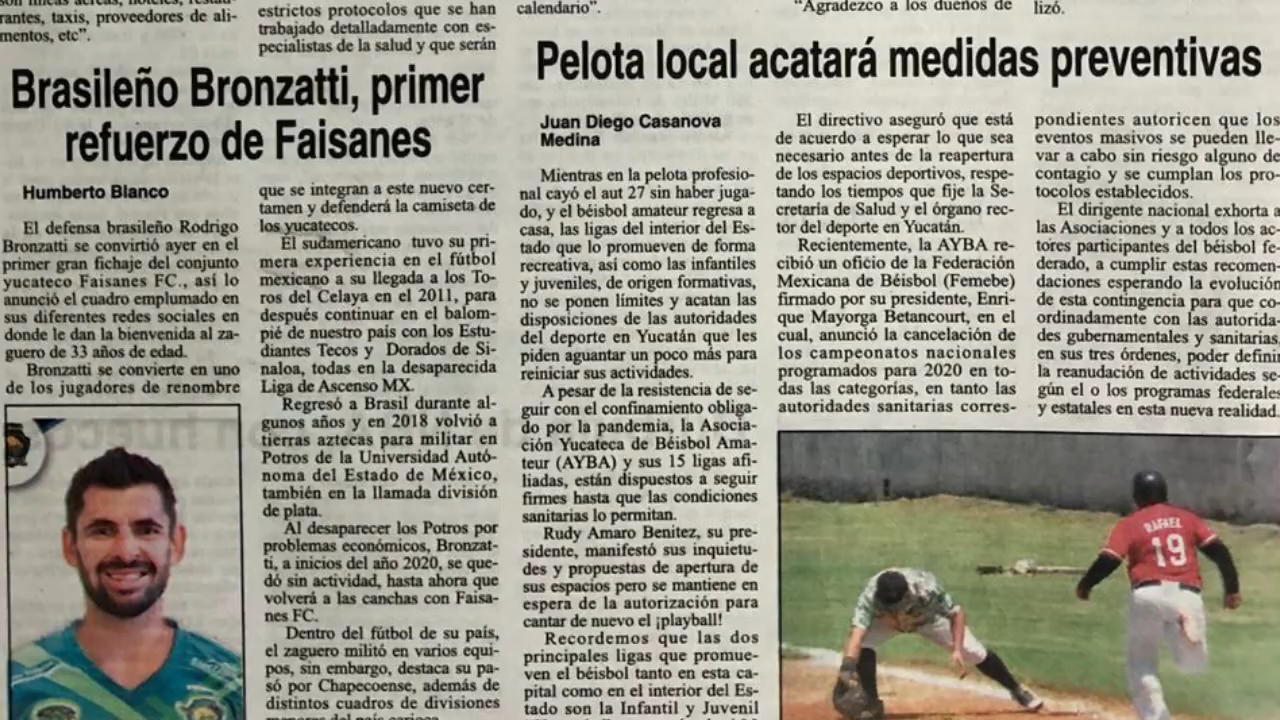 rantes, taxis, proveedores de ali-
mentos, etc”.
estrictos protocolos que se han
trabajado detalladamente con es-
pecialistas de la salud y que serán
calendario”.
“Agradezco a los dueños de
lizó.
Brasileño Bronzatti, primer
refuerzo de Faisanes
Humberto Blanco
El defensa brasileño Rodrigo
Bronzatti se convirtió ayer en el
primer gran fichaje del conjunto
yucateco Faisanes FC., así lo
anunció el cuadro emplumado en
sus diferentes redes sociales en
donde le dan la bienvenida al za-
guero de 33 años de edad.
Bronzatti se convierte en uno
de los jugadores de renombre
que se integran a este nuevo cer-
tamen y defenderá la camiseta de
los yucatecos.
El sudamericano tuvo su pri-
mera experiencia en el fútbol
mexicano a su llegada a los To-
ros del Celaya en el 2011, para
después continuar en el balom-
pié de nuestro país con los Estu-
diantes Tecos y Dorados de Si-
naloa, todas en la desaparecida
Liga de Ascenso MX.
Regresó a Brasil durante al-
gunos años y en 2018 volvió a
tierras aztecas para militar en
Potros de la Universidad Autó-
noma del Estado de México,
también en la llamada división
de plata.
Al desaparecer los Potros por
problemas económicos, Bronzat-
ti, a inicios del año 2020, se que-
dó sin actividad, hasta ahora que
volverá a las canchas con Faisa-
nes FC.
Dentro del fútbol de su país,
el zaguero militó en varios equi-
pos, sin embargo, destaca su pa-
só por Chapecoense, además de
distintos cuadros de divisiones
Pelota local acatará medidas preventivas
Juan Diego Casanova
Medina
Mientras en la pelota profesio-
nal cayó el aut 27 sin haber juga-
do, y el béisbol amateur regresa a
casa, las ligas del interior del Es-
tado que lo promueven de forma
recreativa, así como las infantiles
y juveniles, de origen formativas,
no se ponen límites y acatan las
disposiciones de las autoridades
del deporte en Yucatán que les
piden aguantar un poco más para
reiniciar sus actividades.
A pesar de la resistencia de se-
guir con el confinamiento obliga-
do por la pandemia, la Asocia-
ción Yucateca de Béisbol Ama-
teur (AYBA) y sus 15 ligas afi-
liadas, están dispuestos a seguir
firmes hasta que las condiciones
sanitarias lo permitan.
Rudy Amaro Benitez, su pre-
sidente, manifestó sus inquietu-
des y propuestas de apertura de
sus espacios pero se mantiene en
espera de la autorización para
cantar de nuevo el ¡playball!
Recordemos que las dos
principales ligas que promue-
ven el béisbol tanto en esta ca-
pital como en el interior del Es-
tado son la Infantil y Juvenil
El directivo aseguró que está
de acuerdo a esperar lo que sea
necesario antes de la reapertura
de los espacios deportivos, respe-
tando los tiempos que fije la Se-
cretaría de Salud y el órgano rec-
tor del deporte en Yucatán.
Recientemente, la AYBA re-
cibió un oficio de la Federación
Mexicana de Béisbol (Femebe)
firmado por su presidente, Enri-
que Mayorga Betancourt, en el
cual, anunció la cancelación de
los campeonatos nacionales
programados para 2020 en to-
das las categorías, en tanto las
autoridades sanitarias corres-
pondientes autoricen que los
eventos masivos se pueden lle-
var a cabo sin riesgo alguno de
contagio y se cumplan los pro-
tocolos establecidos.
El dirigente nacional exhorta a
las Asociaciones y a todos los ac-
tores participantes del béisbol fe-
derado, a cumplir estas recomen-
daciones esperando la evolución
de esta contingencia para que co-
ordinadamente con las autorida-
des gubernamentales y sanitarias,
en sus tres órdenes, poder definir
la reanudación de actividades se-
gún el o los programas federales
y estatales en esta nueva realidad.
RAFAEL
19